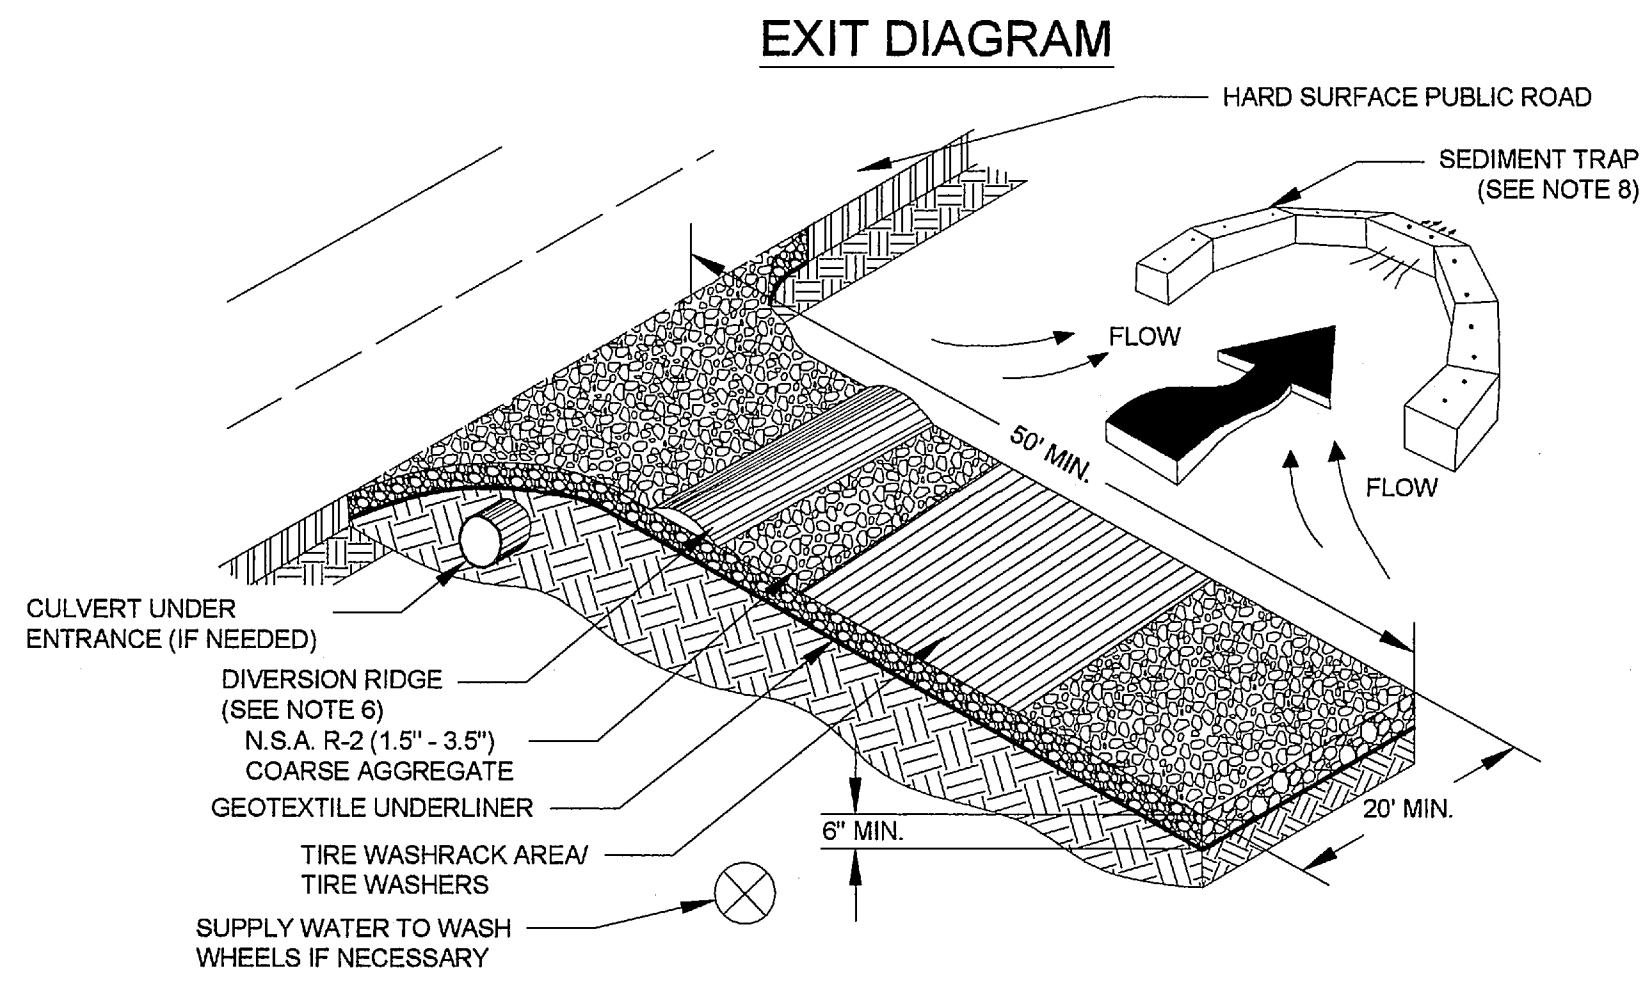 EXIT DIAGRAM
HARD SURFACE PUBLIC ROAD
SEDIMENT TRAP
(SEE NOTE 8)
FLOW
50' MIN.
FLOW
CULVERT UNDER
ENTRANCE (IF NEEDED)
DIVERSION RIDGE
(SEE NOTE 6)
N.S.A. R-2 (1.5" - 3.5")
COARSE AGGREGATE
GEOTEXTILE UNDERLINER
6" MIN.
20' MIN.
TIRE WASHRACK AREA/
TIRE WASHERS
SUPPLY WATER TO WASH
WHEELS IF NECESSARY